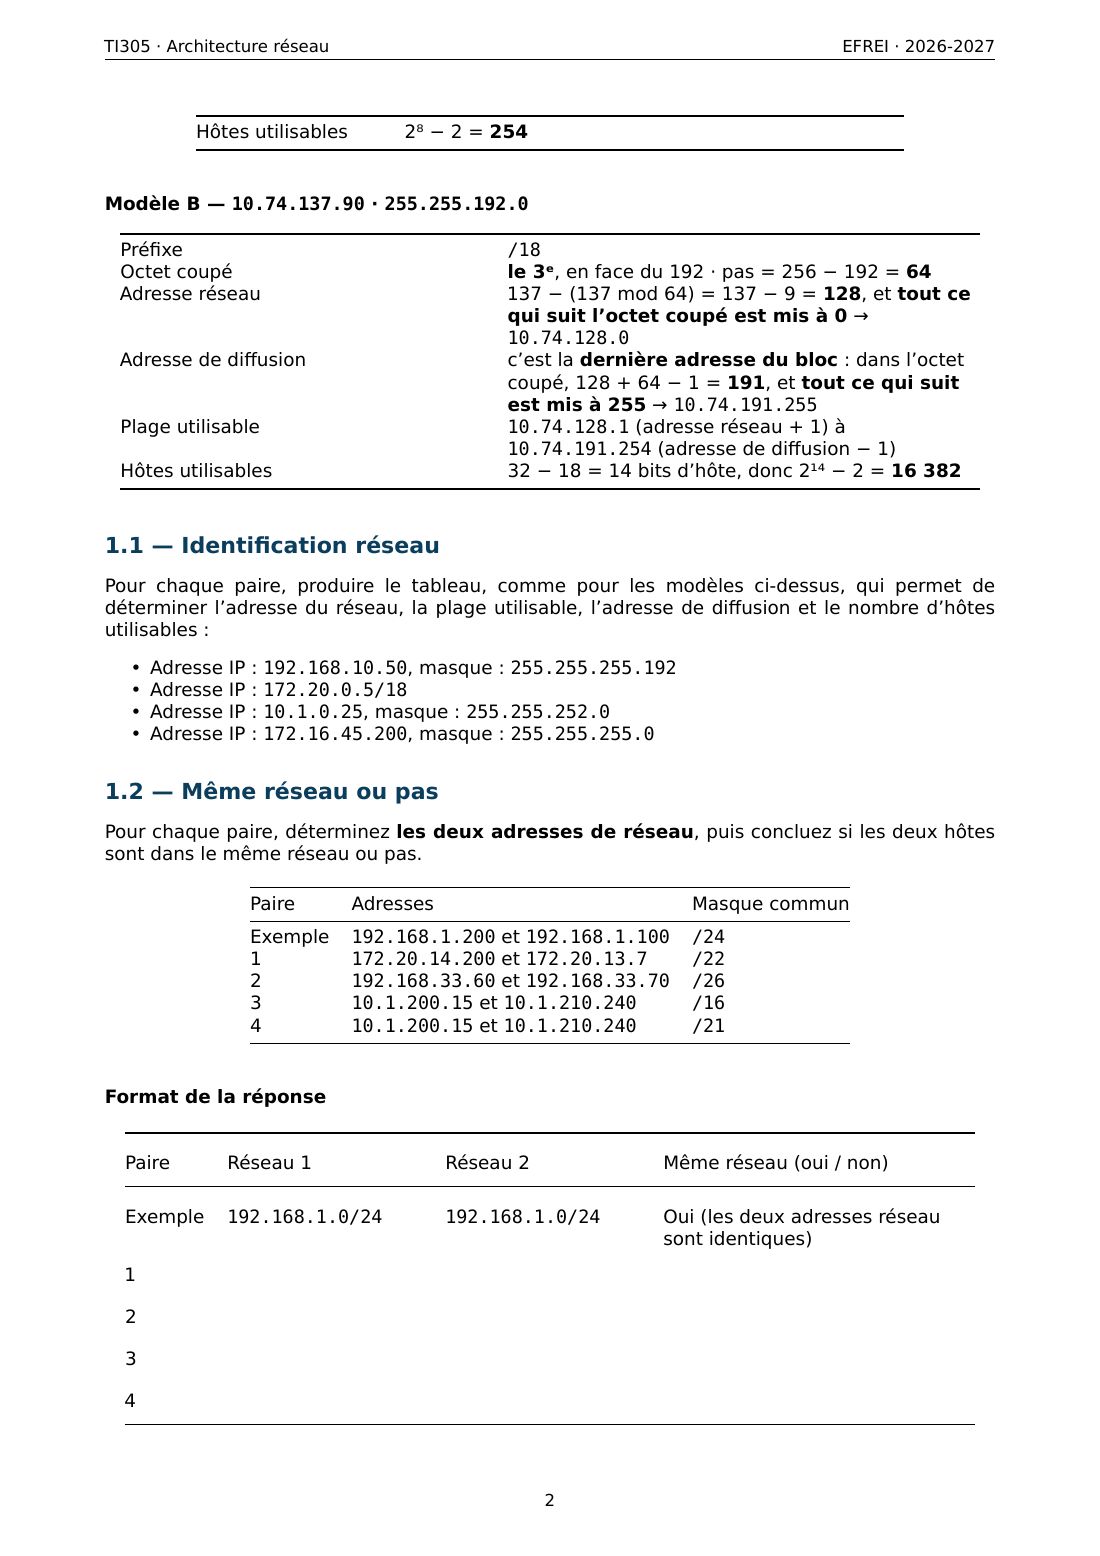 TI305 · Architecture réseau EFREI · 2026-2027
Hôtes utilisables 2⁸ − 2 = 254
Modèle B — 10.74.137.90 · 255.255.192.0
Préfixe /18
Octet coupé le 3ᵉ, en face du 192 · pas = 256 − 192 = 64
Adresse réseau 137 − (137 mod 64) = 137 − 9 = 128, et tout ce
qui suit l’octet coupé est mis à 0 →
10.74.128.0
Adresse de diffusion c’est la dernière adresse du bloc : dans l’octet
coupé, 128 + 64 − 1 = 191, et tout ce qui suit
est mis à 255 → 10.74.191.255
Plage utilisable 10.74.128.1 (adresse réseau + 1) à
10.74.191.254 (adresse de diffusion − 1)
Hôtes utilisables 32 − 18 = 14 bits d’hôte, donc 2¹⁴ − 2 = 16 382
1.1 — Identification réseau
Pour chaque paire, produire le tableau, comme pour les modèles ci-dessus, qui permet de
déterminer l’adresse du réseau, la plage utilisable, l’adresse de diffusion et le nombre d’hôtes
utilisables :
• Adresse IP : 192.168.10.50, masque : 255.255.255.192
• Adresse IP : 172.20.0.5/18
• Adresse IP : 10.1.0.25, masque : 255.255.252.0
• Adresse IP : 172.16.45.200, masque : 255.255.255.0
1.2 — Même réseau ou pas
Pour chaque paire, déterminez les deux adresses de réseau, puis concluez si les deux hôtes
sont dans le même réseau ou pas.
Paire Adresses Masque commun
Exemple 192.168.1.200 et 192.168.1.100 /24
1 172.20.14.200 et 172.20.13.7 /22
2 192.168.33.60 et 192.168.33.70 /26
3 10.1.200.15 et 10.1.210.240 /16
4 10.1.200.15 et 10.1.210.240 /21
Format de la réponse
Paire Réseau 1 Réseau 2 Même réseau (oui / non)
Exemple 192.168.1.0/24 192.168.1.0/24 Oui (les deux adresses réseau
sont identiques)
1
2
3
4
2